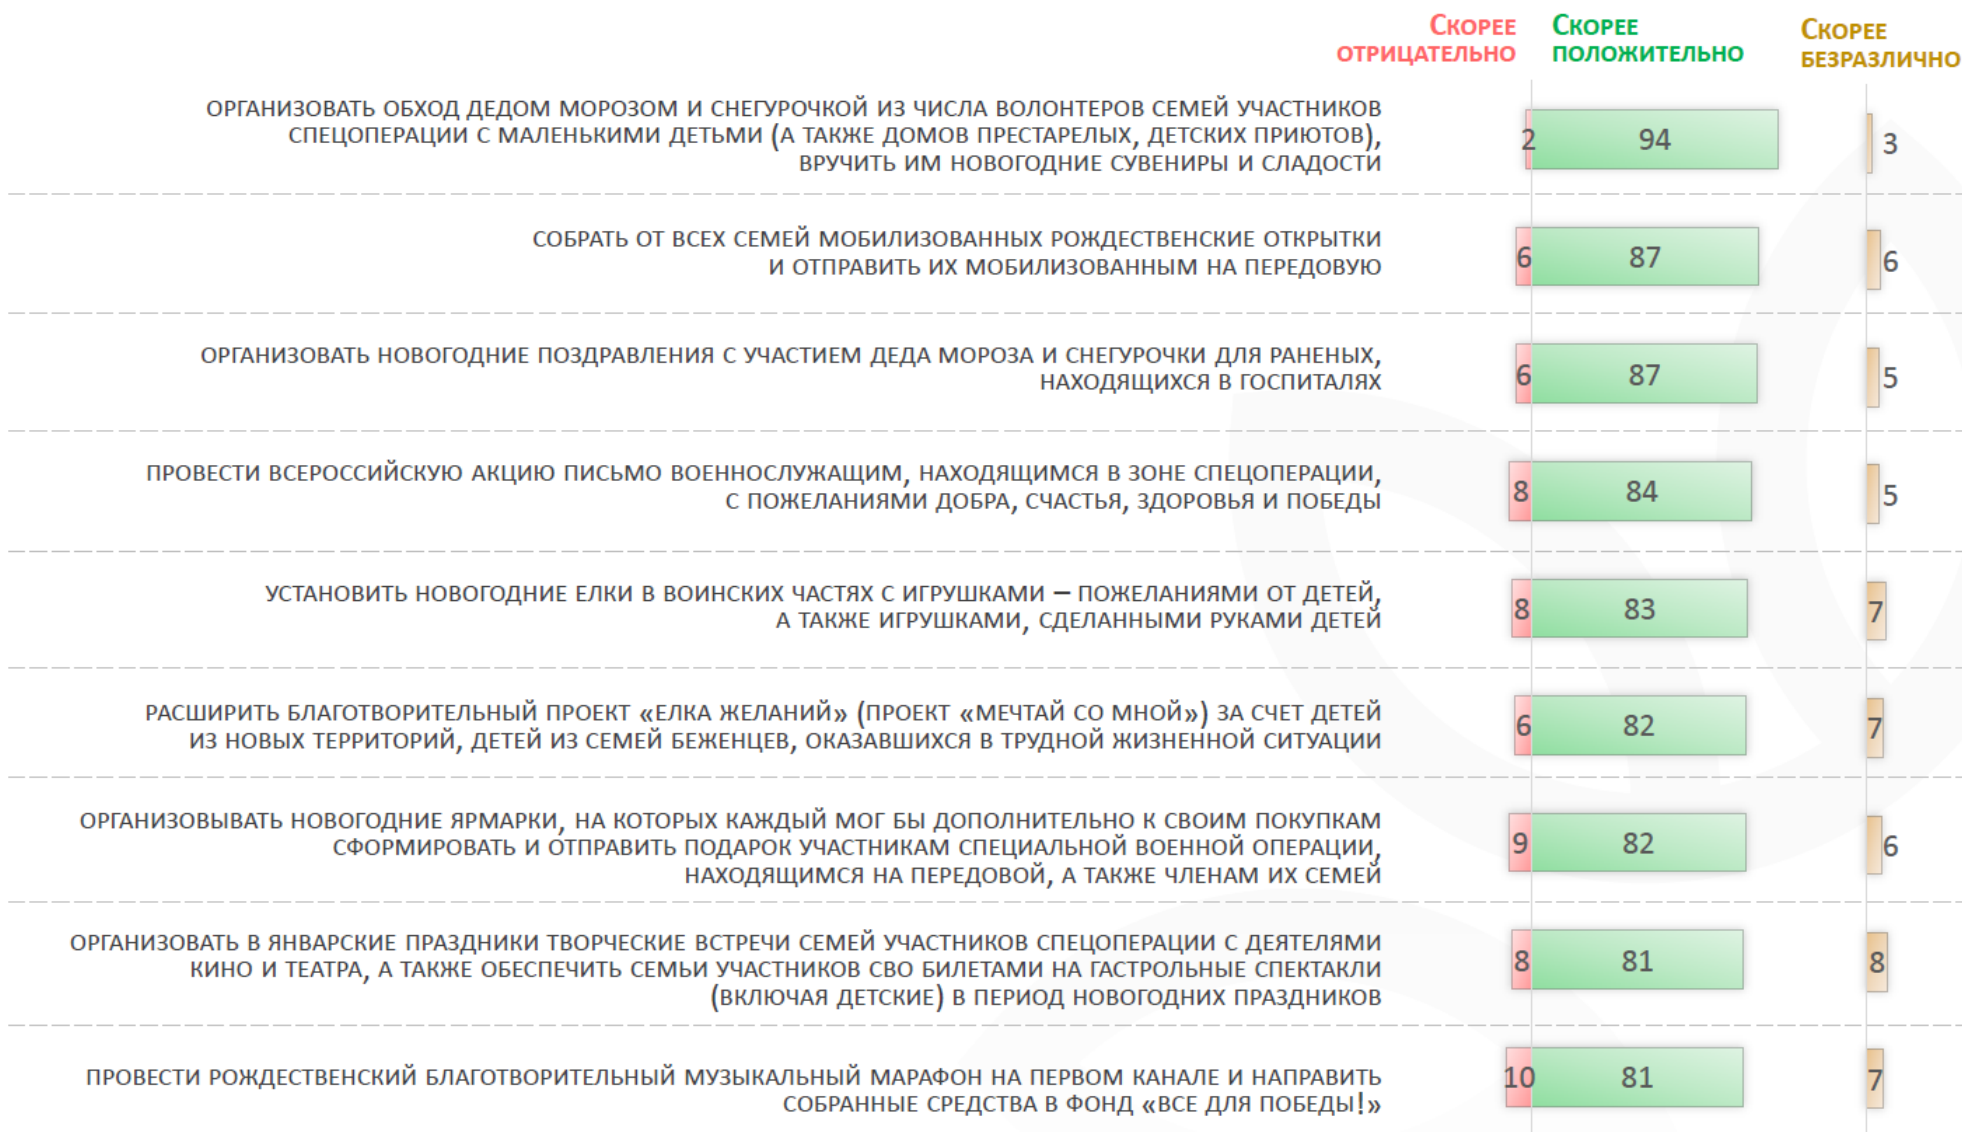 Скорее
отрицательно
Скорее
положительно
Скорее
безразлично
организовать обход Дедом Морозом и Снегурочкой из числа волонтеров семей участников
спецоперации с маленькими детьми (а также домов престарелых, детских приютов),
вручить им новогодние сувениры и сладости
2 94 3
собрать от всех семей мобилизованных рождественские открытки
и отправить их мобилизованным на передовую
6 87 6
организовать новогодние поздравления с участием Деда Мороза и Снегурочки для раненых,
находящихся в госпиталях
6 87 5
провести всероссийскую акцию письмо военнослужащим, находящимся в зоне спецоперации,
с пожеланиями добра, счастья, здоровья и победы
8 84 5
установить новогодние елки в воинских частях с игрушками – пожеланиями от детей,
а также игрушками, сделанными руками детей
8 83 7
расширить благотворительный проект «Елка желаний» (проект «Мечтай со мной») за счет детей
из новых территорий, детей из семей беженцев, оказавшихся в трудной жизненной ситуации
6 82 7
организовывать новогодние ярмарки, на которых каждый мог бы дополнительно к своим покупкам
сформировать и отправить подарок участникам специальной военной операции,
находящимся на передовой, а также членам их семей
9 82 6
организовать в январские праздники творческие встречи семей участников спецоперации с деятелями
кино и театра, а также обеспечить семьи участников СВО билетами на гастрольные спектакли
(включая детские) в период новогодних праздников
8 81 8
провести рождественский благотворительный музыкальный марафон на Первом канале и направить
собранные средства в фонд «Все для победы!»
10 81 7